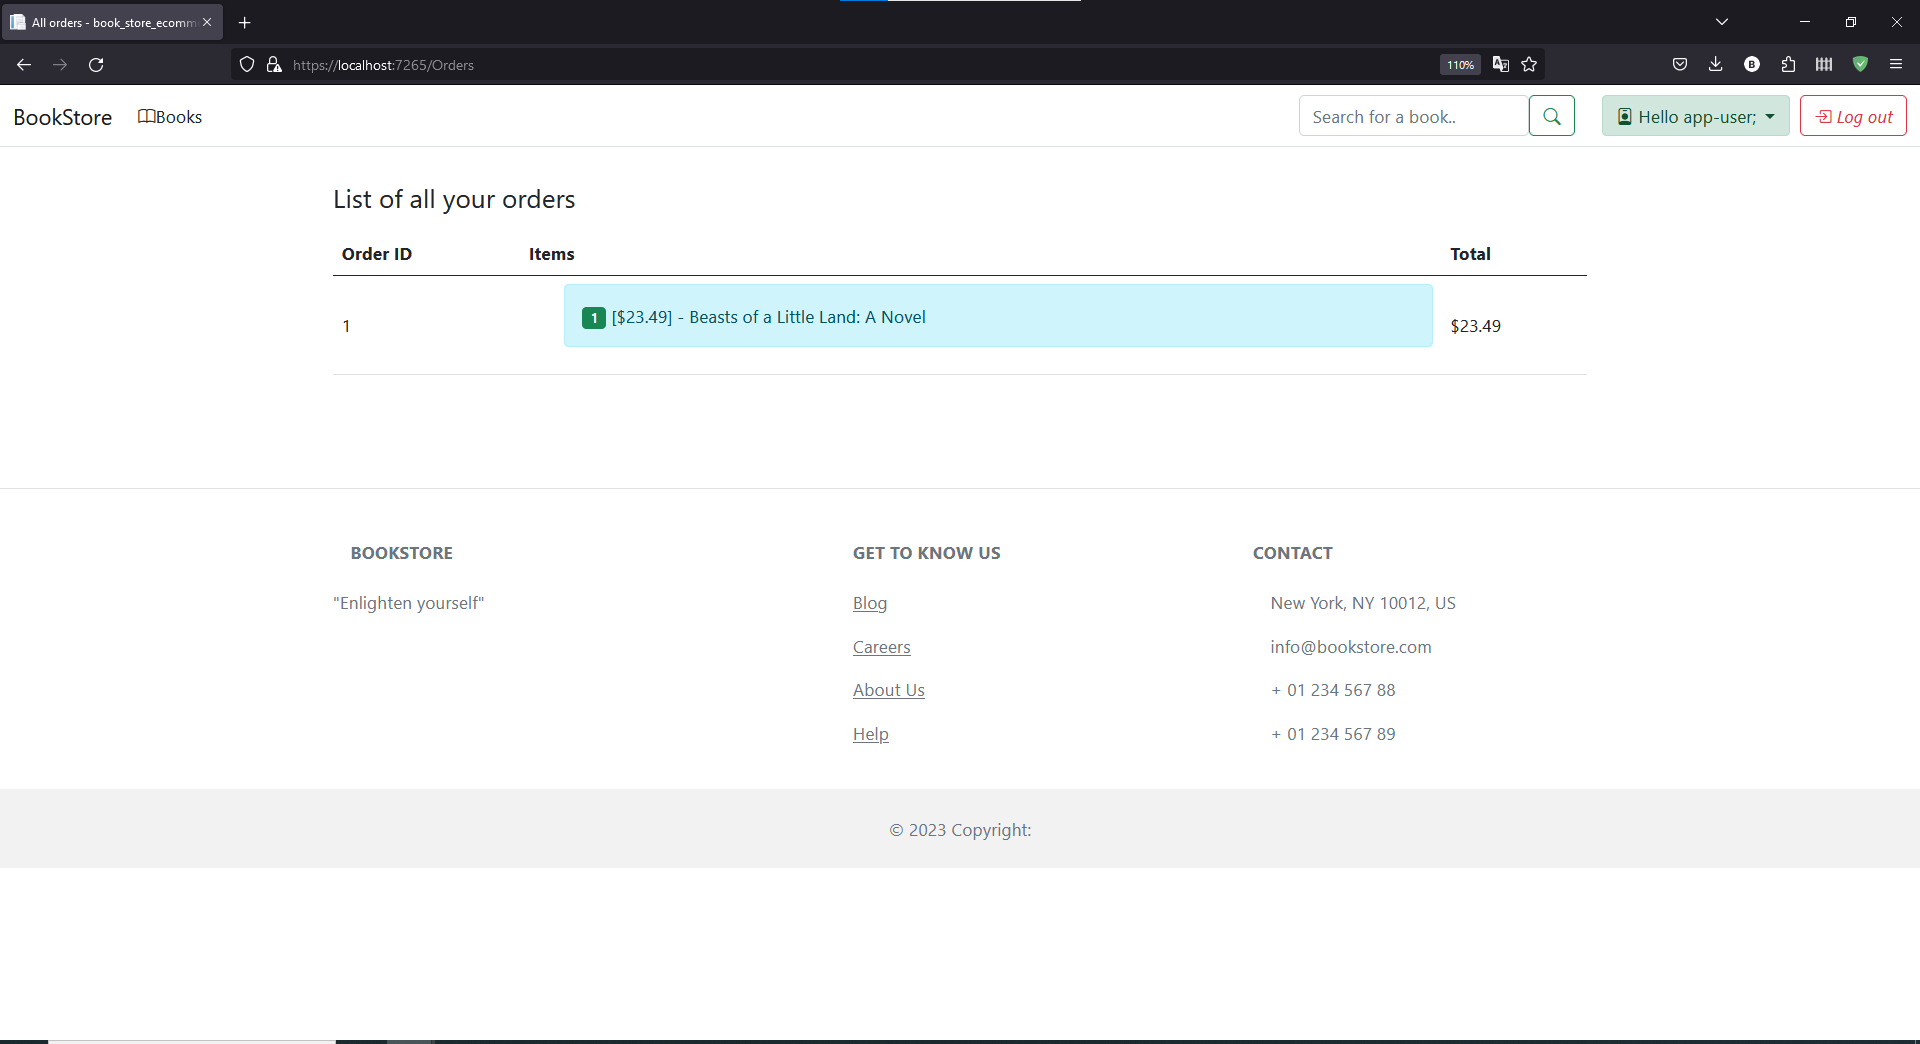 All orders - book_store_ecomm
https://localhost:7265/Orders
110%
BookStore
Books
Search for a book..
Hello app-user;
Log out
List of all your orders
Order ID Items Total
1 1 [$23.49] - Beasts of a Little Land: A Novel $23.49
BOOKSTORE
"Enlighten yourself"
GET TO KNOW US
Blog
Careers
About Us
Help
CONTACT
New York, NY 10012, US
info@bookstore.com
+ 01 234 567 88
+ 01 234 567 89
© 2023 Copyright: